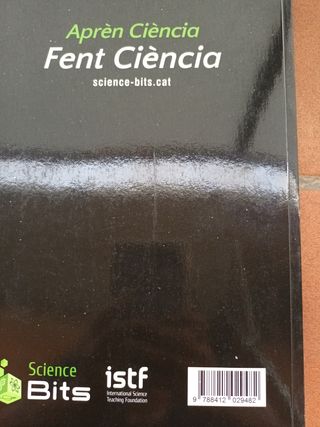 Aprèn Ciència
Fent Ciència
science-bits.cat
Science
Bits
istf
International Science
Teaching Foundation
9 788412 029482